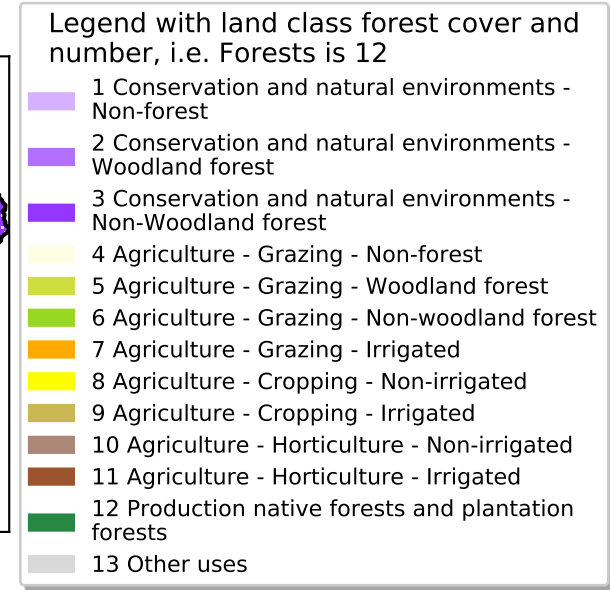 Legend with land class forest cover and
number, i.e. Forests is 12
1 Conservation and natural environments -
Non-forest
2 Conservation and natural environments -
Woodland forest
3 Conservation and natural environments -
Non-Woodland forest
4 Agriculture - Grazing - Non-forest
5 Agriculture - Grazing - Woodland forest
6 Agriculture - Grazing - Non-woodland forest
7 Agriculture - Grazing - Irrigated
8 Agriculture - Cropping - Non-irrigated
9 Agriculture - Cropping - Irrigated
10 Agriculture - Horticulture - Non-irrigated
11 Agriculture - Horticulture - Irrigated
12 Production native forests and plantation
forests
13 Other uses